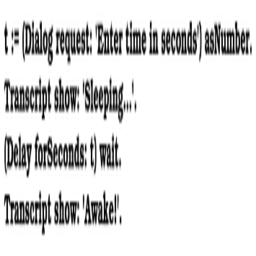 t := (Dialog request: 'Enter time in seconds') asNumber.
Transcript show: 'Sleeping...'.
(Delay forSeconds: t) wait.
Transcript show: 'Awake!'.